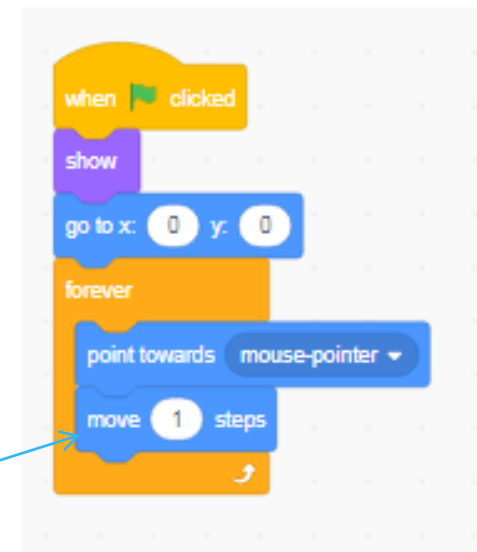 when clicked
show
go to x: 0 y: 0
forever
point towards mouse-pointer
move 1 steps